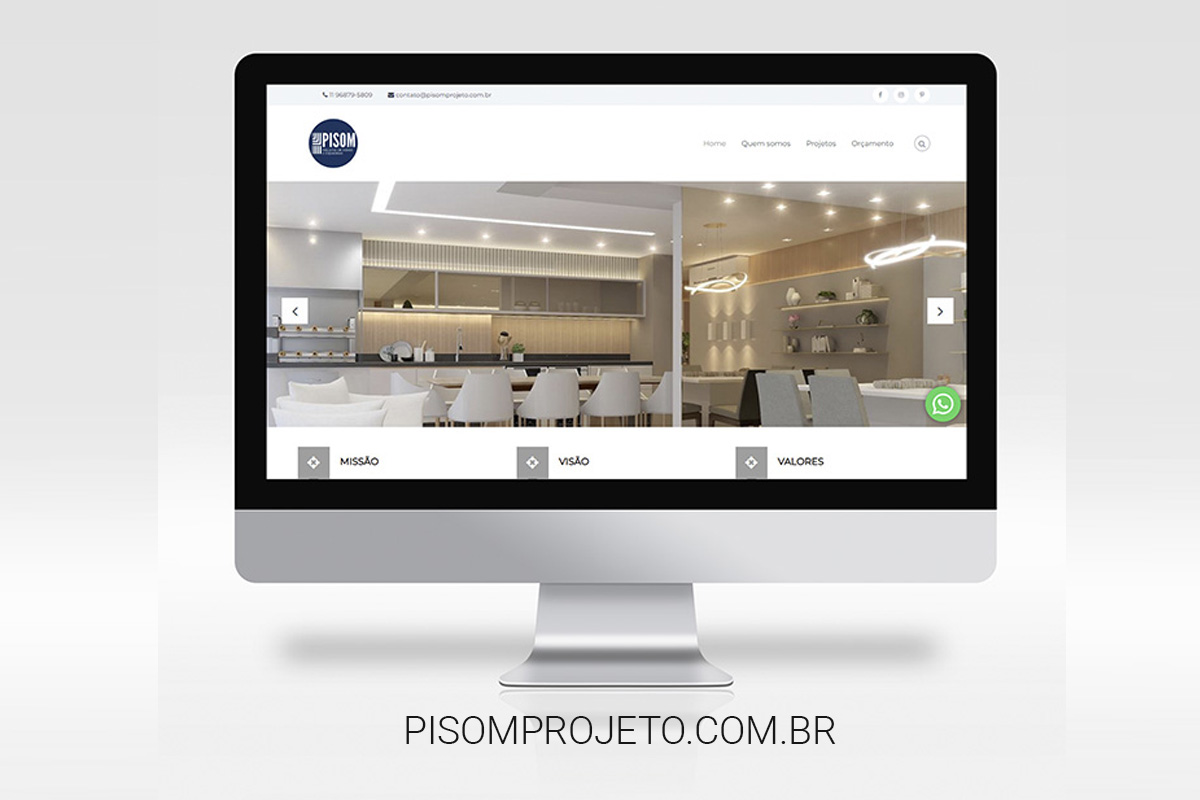 11 96879-5809 contato@pisomprojeto.com.br
PISOM
Home Quem somos Projetos Orçamento
MISSÃO VISÃO VALORES
PISOMPROJETO.COM.BR